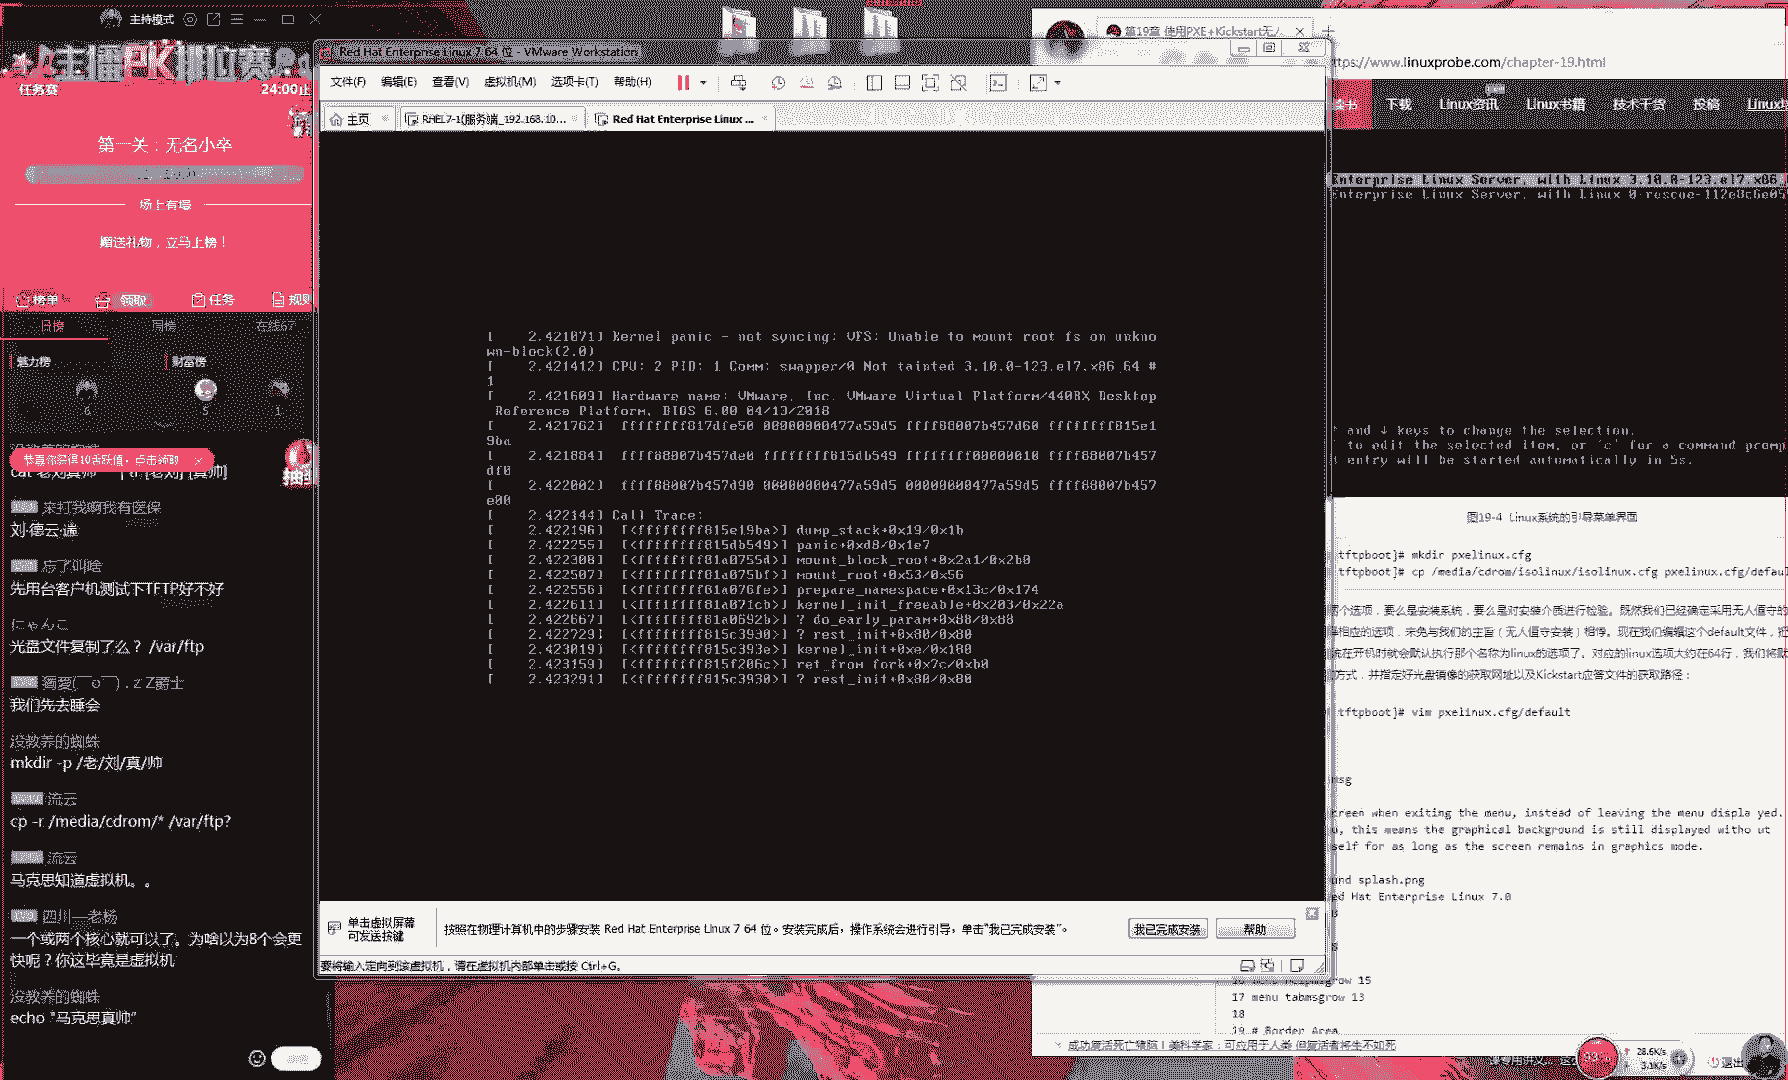 主持模式
主播PK排位赛
任务赛
24:00止
第一关：无名小卒
场上有爆
赠送礼物，立马上榜！
榜单
领取
任务
规则
日榜
周榜
在线67
魅力榜
财富榜
6
5
1
恭喜你获得10活跃值，点击领取
来打我啊我有医保
刘·德云·谦
忘了叫啥
先用台客户机测试下TFTP好不好
にゃんこ
光盘文件复制了么？ /var/ftp
我们先去睡会
没教养的蜘蛛
mkdir -p /老/刘/真/帅
流云
cp -r /media/cdrom/* /var/ftp?
流云
马克思知道虚拟机。。
四川—老杨
一个或两个核心就可以了。为啥以为8个会更
快呢？你这毕竟是虚拟机
没教养的蜘蛛
echo "马克思真帅"
Red Hat Enterprise Linux 7 64 位 - VMware Workstation
文件(F)
编辑(E)
查看(V)
虚拟机(M)
选项卡(T)
帮助(H)
主页
RHEL7-1(服务端_192.168.10...
Red Hat Enterprise Linux ...
[    2.421071] Kernel panic - not syncing: VFS: Unable to mount root fs on unkno
wn-block(2,0)
[    2.421412] CPU: 2 PID: 1 Comm: swapper/0 Not tainted 3.10.0-123.el7.x86_64 #
1
[    2.421609] Hardware name: VMware, Inc. VMware Virtual Platform/440BX Desktop
Reference Platform, BIOS 6.00 04/13/2018
[    2.421762]  ffffffff817dfe50 00000000477a59d5 ffff88007b457d60 ffffffff815e1
9ba
[    2.421884]  ffff88007b457de0 ffffffff815db549 ffffffff00000010 ffff88007b457
df0
[    2.422002]  ffff88007b457d90 00000000477a59d5 00000000477a59d5 ffff88007b457
e00
[    2.422144] Call Trace:
[    2.422196]  [<ffffffff815e19ba>] dump_stack+0x19/0x1b
[    2.422255]  [<ffffffff815db549>] panic+0xd8/0x1e7
[    2.422308]  [<ffffffff81a0755d>] mount_block_root+0x2a1/0x2b0
[    2.422507]  [<ffffffff81a075bf>] mount_root+0x53/0x56
[    2.422556]  [<ffffffff81a076fe>] prepare_namespace+0x13c/0x174
[    2.422611]  [<ffffffff81a071cb>] kernel_init_freeable+0x203/0x22a
[    2.422667]  [<ffffffff81a0692b>] ? do_early_param+0x88/0x88
[    2.422729]  [<ffffffff815c3930>] ? rest_init+0x80/0x80
[    2.423019]  [<ffffffff815c393e>] kernel_init+0xe/0x180
[    2.423159]  [<ffffffff815f206c>] ret_from_fork+0x7c/0xb0
[    2.423291]  [<ffffffff815c3930>] ? rest_init+0x80/0x80
单击虚拟屏幕
可发送按键
按照在物理计算机中的步骤安装 Red Hat Enterprise Linux 7 64 位。安装完成后，操作系统会进行引导，单击"我已完成安装"。
我已完成安装
帮助
要将输入定向到该虚拟机，请在虚拟机内部单击或按 Ctrl+G。
第19章 使用PXE+Kickstart无
ttps://www.linuxprobe.com/chapter-19.html
读书
下载
Linux资讯
Linux书籍
技术干货
投稿
Linux
Enterprise Linux Server, with Linux 3.10.0-123.el7.x86_
Enterprise Linux Server, with Linux 0-rescue-112e8c6e05
↑ and ↓ keys to change the selection.
to edit the selected item, or 'c' for a command promp
entry will be started automatically in 5s.
图19-4 Linux系统的引导菜单界面
tftpboot]# mkdir pxelinux.cfg
tftpboot]# cp /media/cdrom/isolinux/isolinux.cfg pxelinux.cfg/defaul
两个选项，要么是安装系统，要么是对安装介质进行检验。既然我们已经确定采用无人值守的
相应的选项，未免与我们的主旨（无人值守安装）相悖。现在我们编辑这个default文件，把
统在开机时就会默认执行那个名称为linux的选项了。对应的linux选项大约在64行，我们将默
方式，并指定好光盘镜像的获取网址以及Kickstart应答文件的获取路径：
tftpboot]# vim pxelinux.cfg/default
msg
creen when exiting the menu, instead of leaving the menu displa yed.
u, this means the graphical background is still displayed witho ut
self for as long as the screen remains in graphics mode.
und splash.png
ed Hat Enterprise Linux 7.0
17 menu tabmsgrow 13
18
19 # Border Area
成功复活死亡猪脑！美科学家：可应用于人类 但复活者将生不如死
93
28.6K/s
3.1K/s
退出